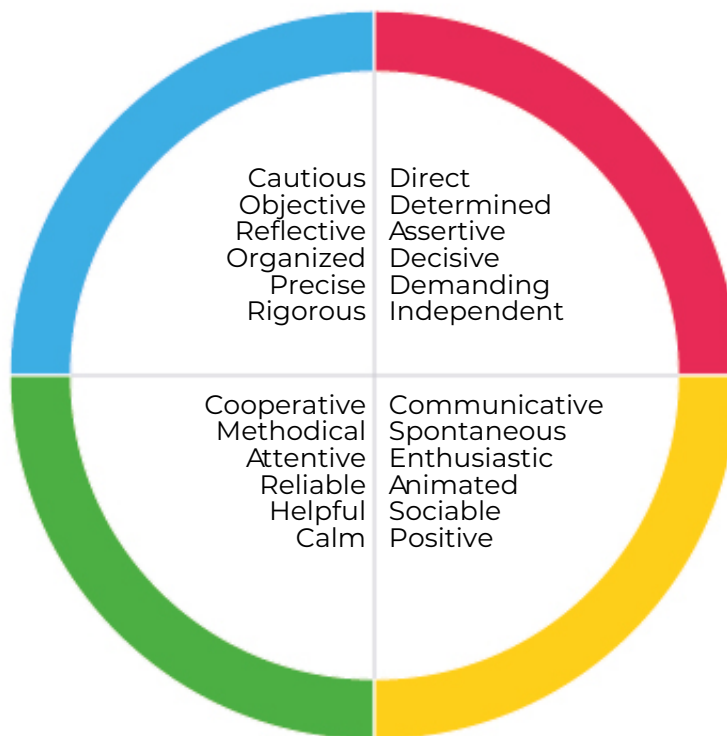 Cautious
Objective
Reflective
Organized
Precise
Rigorous
Direct
Determined
Assertive
Decisive
Demanding
Independent
Cooperative
Methodical
Attentive
Reliable
Helpful
Calm
Communicative
Spontaneous
Enthusiastic
Animated
Sociable
Positive